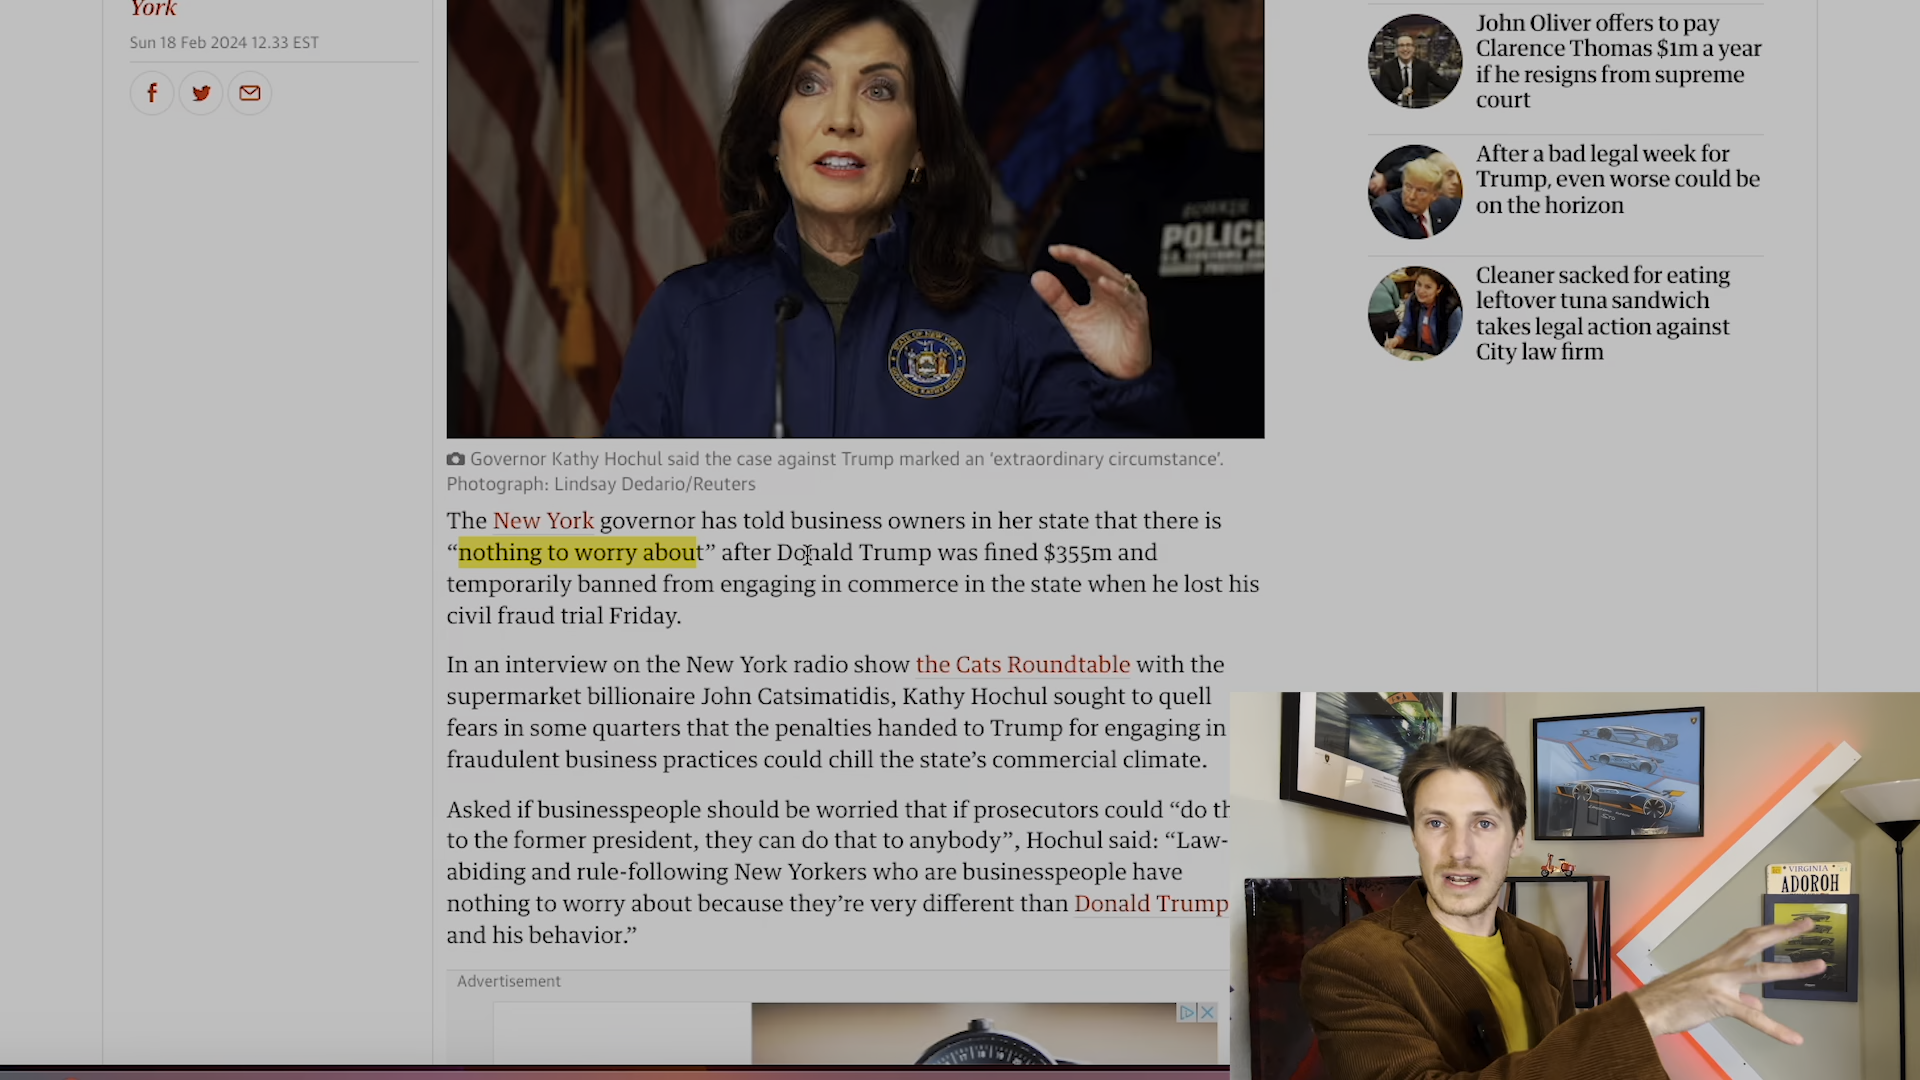 York
Sun 18 Feb 2024 12.33 EST
POLICE
STATE OF NEW YORK
GOVERNOR KATHY HOCHUL
Governor Kathy Hochul said the case against Trump marked an ‘extraordinary circumstance’.
Photograph: Lindsay Dedario/Reuters
The New York governor has told business owners in her state that there is
“nothing to worry about” after Donald Trump was fined $355m and
temporarily banned from engaging in commerce in the state when he lost his
civil fraud trial Friday.
In an interview on the New York radio show the Cats Roundtable with the
supermarket billionaire John Catsimatidis, Kathy Hochul sought to quell
fears in some quarters that the penalties handed to Trump for engaging in
fraudulent business practices could chill the state’s commercial climate.
Asked if businesspeople should be worried that if prosecutors could “do th
to the former president, they can do that to anybody”, Hochul said: “Law-
abiding and rule-following New Yorkers who are businesspeople have
nothing to worry about because they’re very different than Donald Trump
and his behavior.”
Advertisement
John Oliver offers to pay
Clarence Thomas $1m a year
if he resigns from supreme
court
After a bad legal week for
Trump, even worse could be
on the horizon
Cleaner sacked for eating
leftover tuna sandwich
takes legal action against
City law firm
VIRGINIA
ADOROH